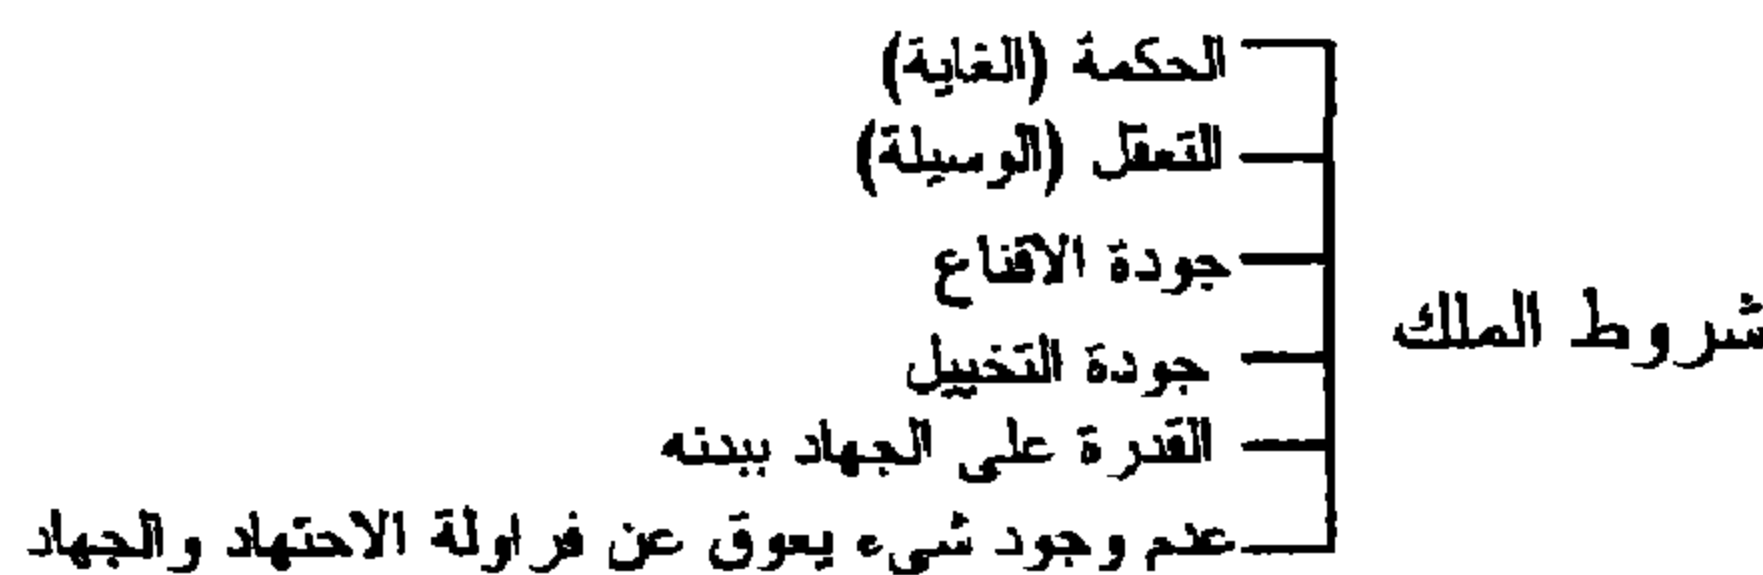 شروط الملك
الحكمة (الغاية)
التعقل (الوسيلة)
جودة الاقناع
جودة التخييل
القدرة على الجهاد ببدنه
عدم وجود شىء يعوق عن فراولة الاحتهاد والجهاد